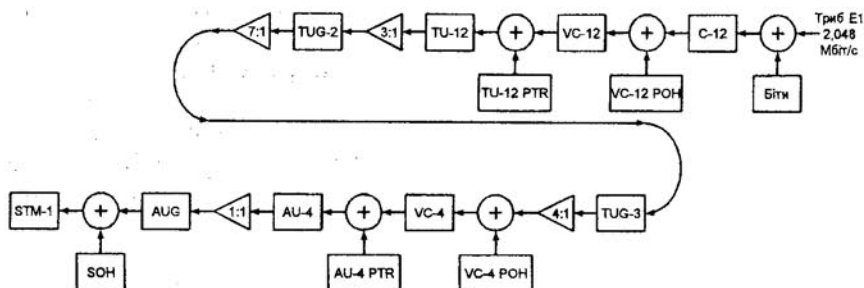 7:1
TUG-2
3:1
TU-12
+
VC-12
+
C-12
+
Триб E1
2,048
Мбіт/с
TU-12 PTR
VC-12 POH
Біти
STM-1
+
AUG
1:1
AU-4
+
VC-4
+
4:1
TUG-3
SOH
AU-4 PTR
VC-4 POH